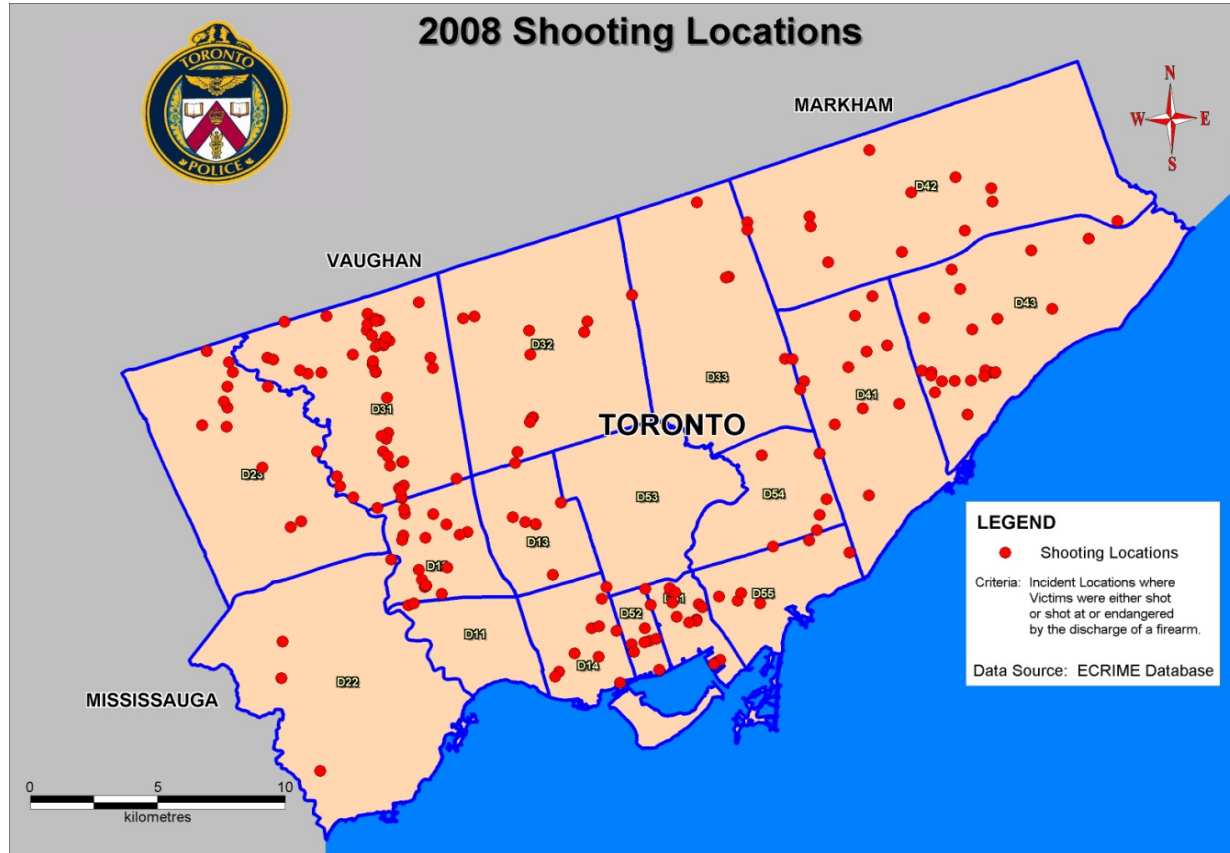 2008 Shooting Locations
TORONTO
POLICE
MARKHAM
N
W E
S
VAUGHAN
D42
D43
D32
D33
D41
D31
TORONTO
D23
D53
D54
D13
D12
D55
D51
D52
D11
D14
D22
MISSISSAUGA
LEGEND
Shooting Locations
Criteria: Incident Locations where
Victims were either shot
or shot at or endangered
by the discharge of a firearm.
Data Source: ECRIME Database
0 5 10
kilometres